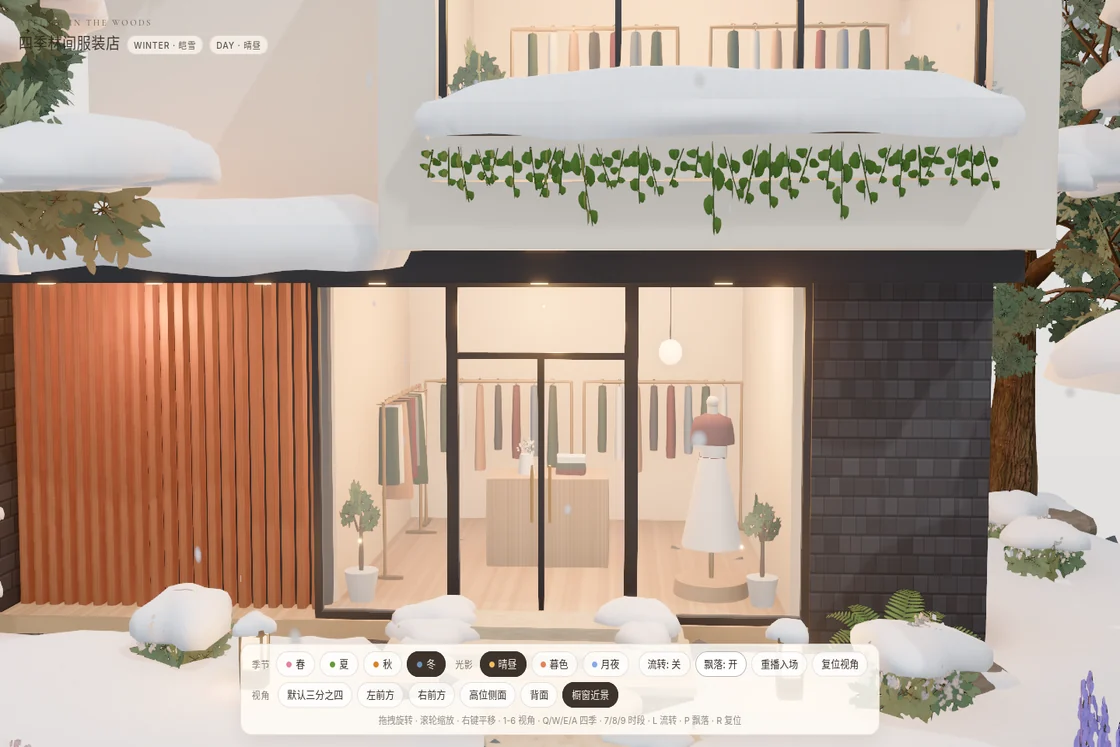 IN THE WOODS
四季林间服装店 WINTER · 皑雪 DAY · 晴昼
季节 春 夏 秋 冬 光影 晴昼 暮色 月夜 流转: 关 飘落: 开 重播入场 复位视角
视角 默认三分之四 左前方 右前方 高位侧面 背面 橱窗近景
拖拽旋转 · 滚轮缩放 · 右键平移 · 1-6 视角 · Q/W/E/A 四季 · 7/8/9 时段 · L 流转 · P 飘落 · R 复位